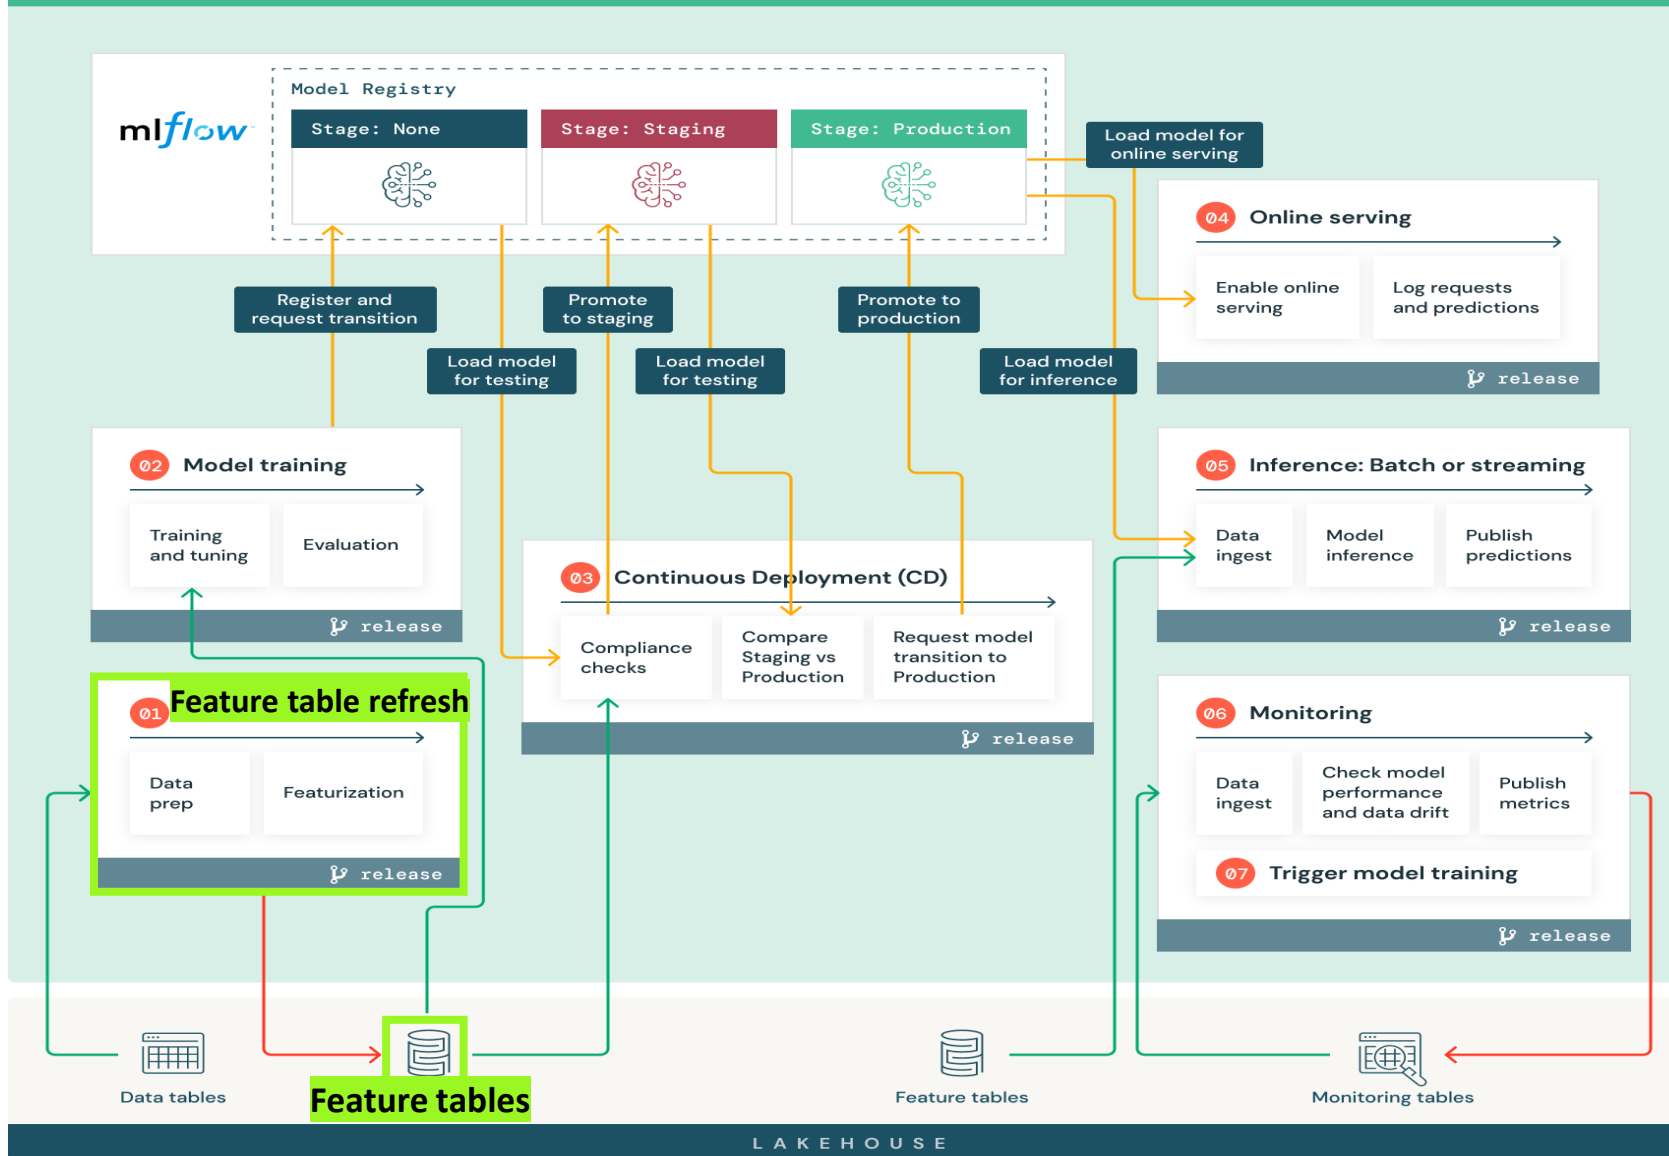 mlflow
Model Registry
Stage: None
Stage: Staging
Stage: Production
Load model for
online serving
Register and
request transition
Promote
to staging
Promote to
production
Load model
for testing
Load model
for testing
Load model
for inference
04 Online serving
Enable online
serving
Log requests
and predictions
release
02 Model training
Training
and tuning
Evaluation
release
03 Continuous Deployment (CD)
Compliance
checks
Compare
Staging vs
Production
Request model
transition to
Production
release
05 Inference: Batch or streaming
Data
ingest
Model
inference
Publish
predictions
release
01 Feature table refresh
Data
prep
Featurization
release
06 Monitoring
Data
ingest
Check model
performance
and data drift
Publish
metrics
07 Trigger model training
release
Data tables
Feature tables
Feature tables
Monitoring tables
LAKEHOUSE